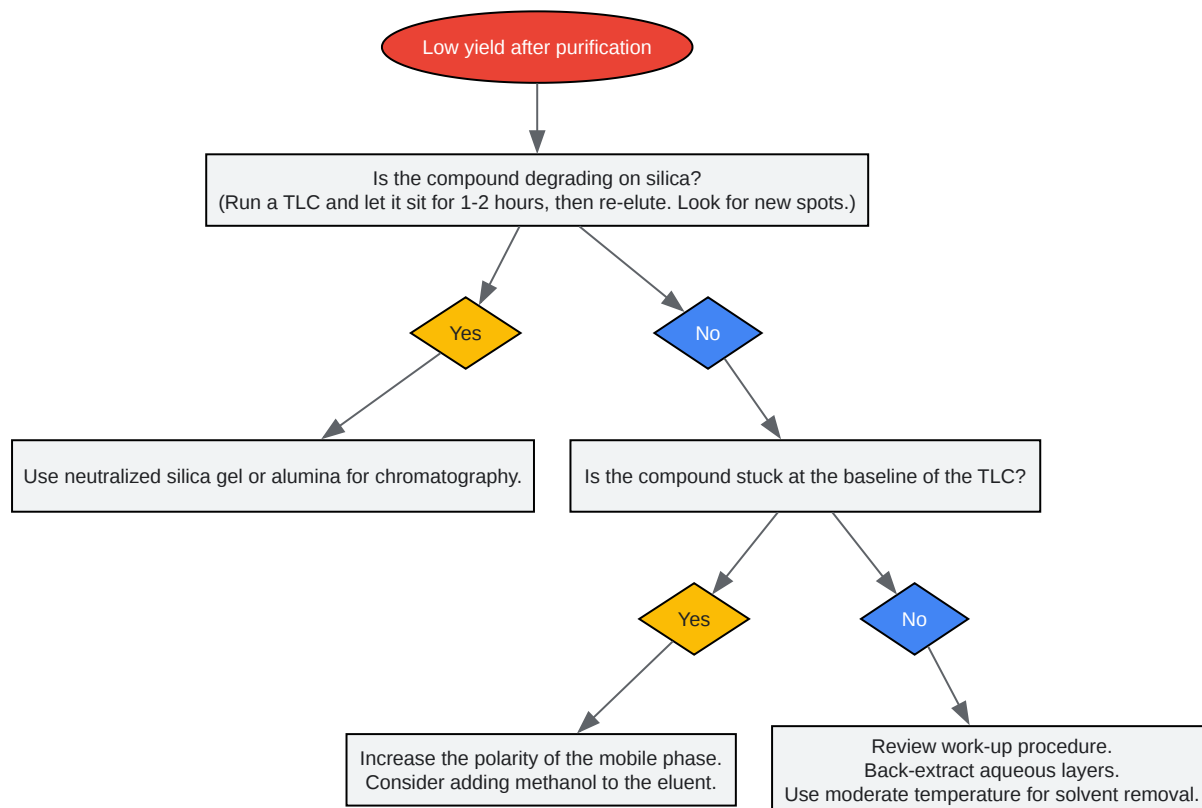 Low yield after purification
Is the compound degrading on silica?
(Run a TLC and let it sit for 1-2 hours, then re-elute. Look for new spots.)
Yes
No
Use neutralized silica gel or alumina for chromatography.
Is the compound stuck at the baseline of the TLC?
Yes
No
Increase the polarity of the mobile phase.
Consider adding methanol to the eluent.
Review work-up procedure.
Back-extract aqueous layers.
Use moderate temperature for solvent removal.